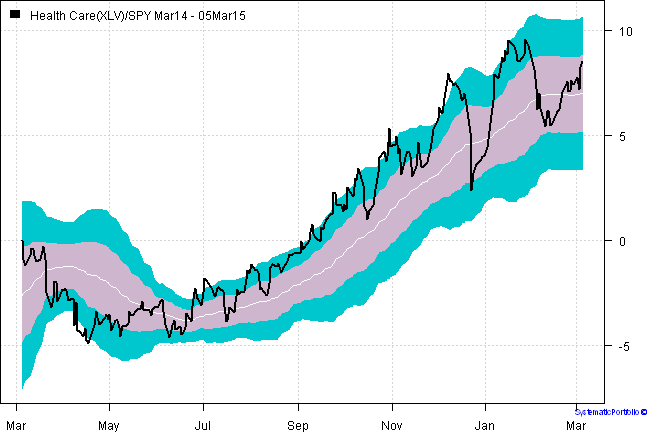 Health Care(XLV)/SPY Mar14 - 05Mar15
10
5
0
-5
Mar May Jul Sep Nov Jan Mar
SystematicPortfolio ©